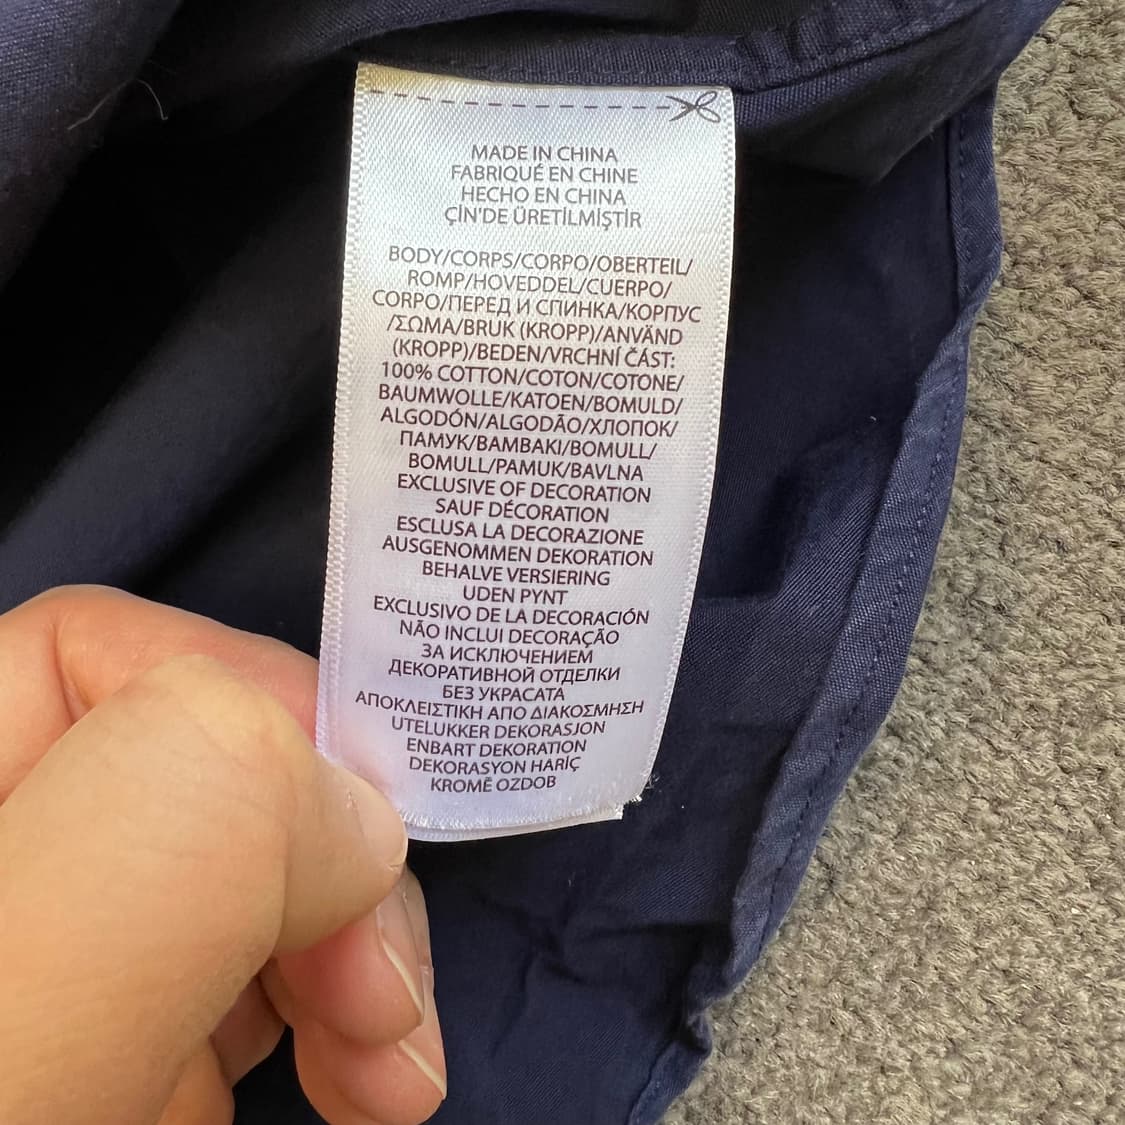 MADE IN CHINA
FABRIQUÉ EN CHINE
HECHO EN CHINA
ÇİN'DE ÜRETİLMİŞTİR
BODY/CORPS/CORPO/OBERTEIL/
ROMP/HOVEDDEL/CUERPO/
CORPO/ПЕРЕД И СПИНКА/КОРПУС
/ΣΩΜΑ/BRUK (KROPP)/ANVÄND
(KROPP)/BEDEN/VRCHNÍ ČÁST:
100% COTTON/COTON/COTONE/
BAUMWOLLE/KATOEN/BOMULD/
ALGODÓN/ALGODÃO/ХЛОПОК/
ПАМУК/BAMBAKI/BOMULL/
BOMULL/PAMUK/BAVLNA
EXCLUSIVE OF DECORATION
SAUF DÉCORATION
ESCLUSA LA DECORAZIONE
AUSGENOMMEN DEKORATION
BEHALVE VERSIERING
UDEN PYNT
EXCLUSIVO DE LA DECORACIÓN
NÃO INCLUI DECORAÇÃO
ЗА ИСКЛЮЧЕНИЕМ
ДЕКОРАТИВНОЙ ОТДЕЛКИ
БЕЗ УКРАСАТА
ΑΠΟΚΛΕΙΣΤΙΚΗ ΑΠΟ ΔΙΑΚΟΣΜΗΣΗ
UTELUKKER DEKORASJON
ENBART DEKORATION
DEKORASYON HARİÇ
KROMĚ OZDOB